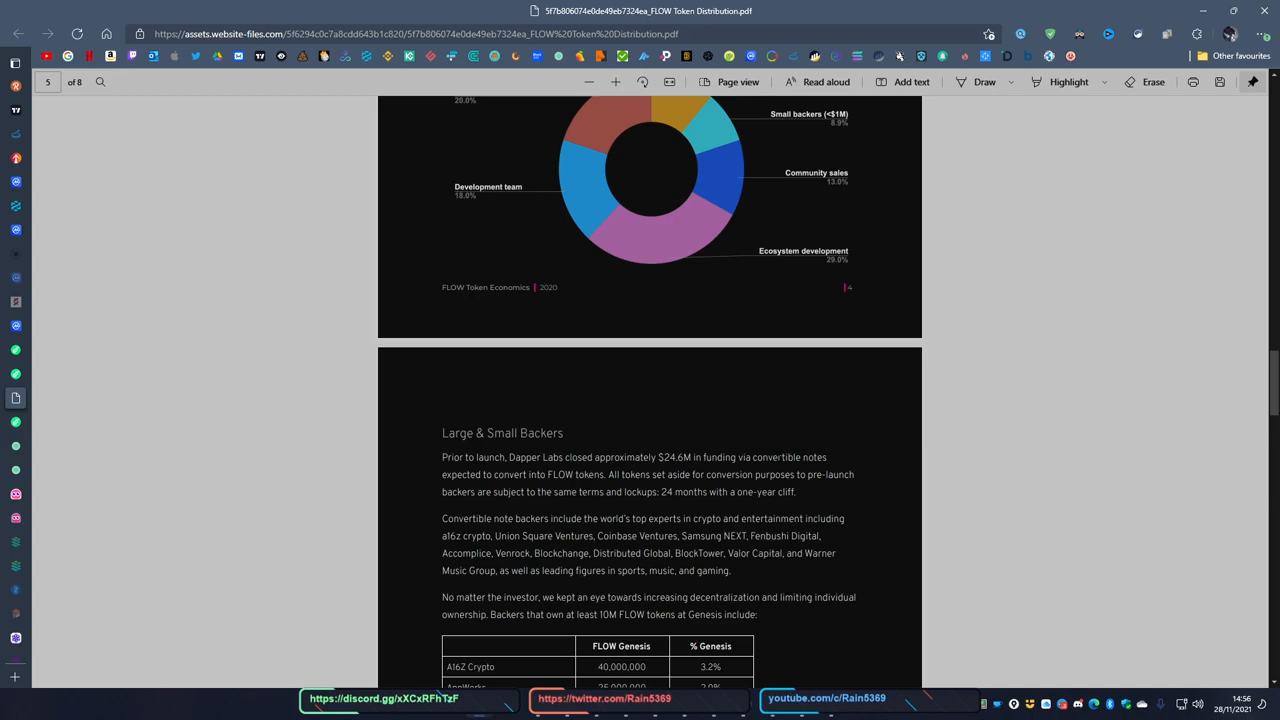 5f7b806074e0de49eb7324ea_FLOW%20Token%20Distribution.pdf
https://assets.website-files.com/5f6294c0c7a8cdd643b1c820/5f7b806074e0de49eb7324ea_FLOW%20Token%20Distribution.pdf
Other favourites
5 of 8
Page view
Read aloud
Add text
Draw
Highlight
Erase
20.0%
Small backers (<$1M)
8.9%
Community sales
13.0%
Development team
18.0%
Ecosystem development
29.0%
FLOW Token Economics 2020
4
Large & Small Backers
Prior to launch, Dapper Labs closed approximately $24.6M in funding via convertible notes
expected to convert into FLOW tokens. All tokens set aside for conversion purposes to pre-launch
backers are subject to the same terms and lockups: 24 months with a one-year cliff.
Convertible note backers include the world's top experts in crypto and entertainment including
a16z crypto, Union Square Ventures, Coinbase Ventures, Samsung NEXT, Fenbushi Digital,
Accomplice, Venrock, Blockchange, Distributed Global, BlockTower, Valor Capital, and Warner
Music Group, as well as leading figures in sports, music, and gaming.
No matter the investor, we kept an eye towards increasing decentralization and limiting individual
ownership. Backers that own at least 10M FLOW tokens at Genesis include:
FLOW Genesis % Genesis
A16Z Crypto 40,000,000 3.2%
AppWorks 25,000,000 2.0%
https://discord.gg/xXCxRFhTzF
https://twitter.com/Rain5369
youtube.com/c/Rain5369
14:56
28/11/2021